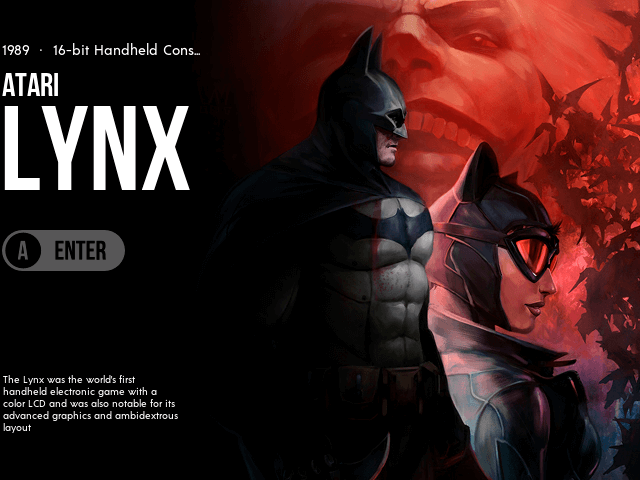 1989 · 16-bit Handheld Cons...
ATARI
LYNX
A ENTER
The Lynx was the world's first
handheld electronic game with a
color LCD and was also notable for its
advanced graphics and ambidextrous
layout